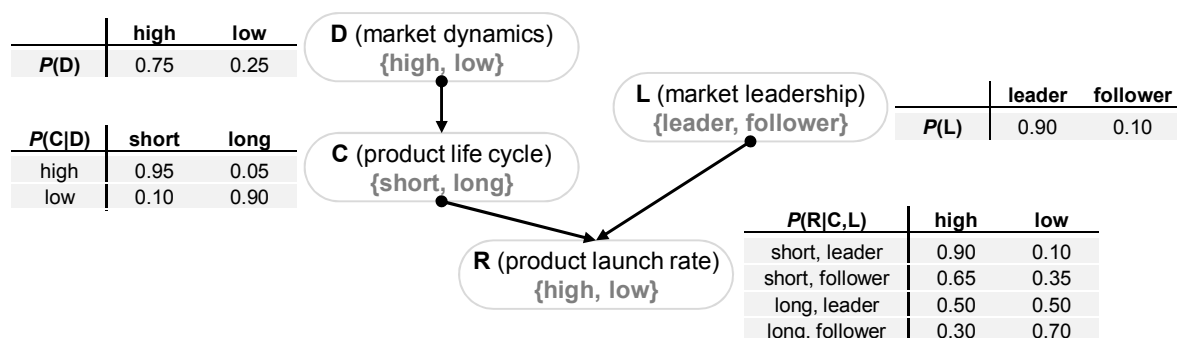 high low
P(D) 0.75 0.25
D (market dynamics)
{high, low}
L (market leadership)
{leader, follower}
leader follower
P(L) 0.90 0.10
P(C|D) short long
high 0.95 0.05
low 0.10 0.90
C (product life cycle)
{short, long}
R (product launch rate)
{high, low}
P(R|C,L) high low
short, leader 0.90 0.10
short, follower 0.65 0.35
long, leader 0.50 0.50
long, follower 0.30 0.70